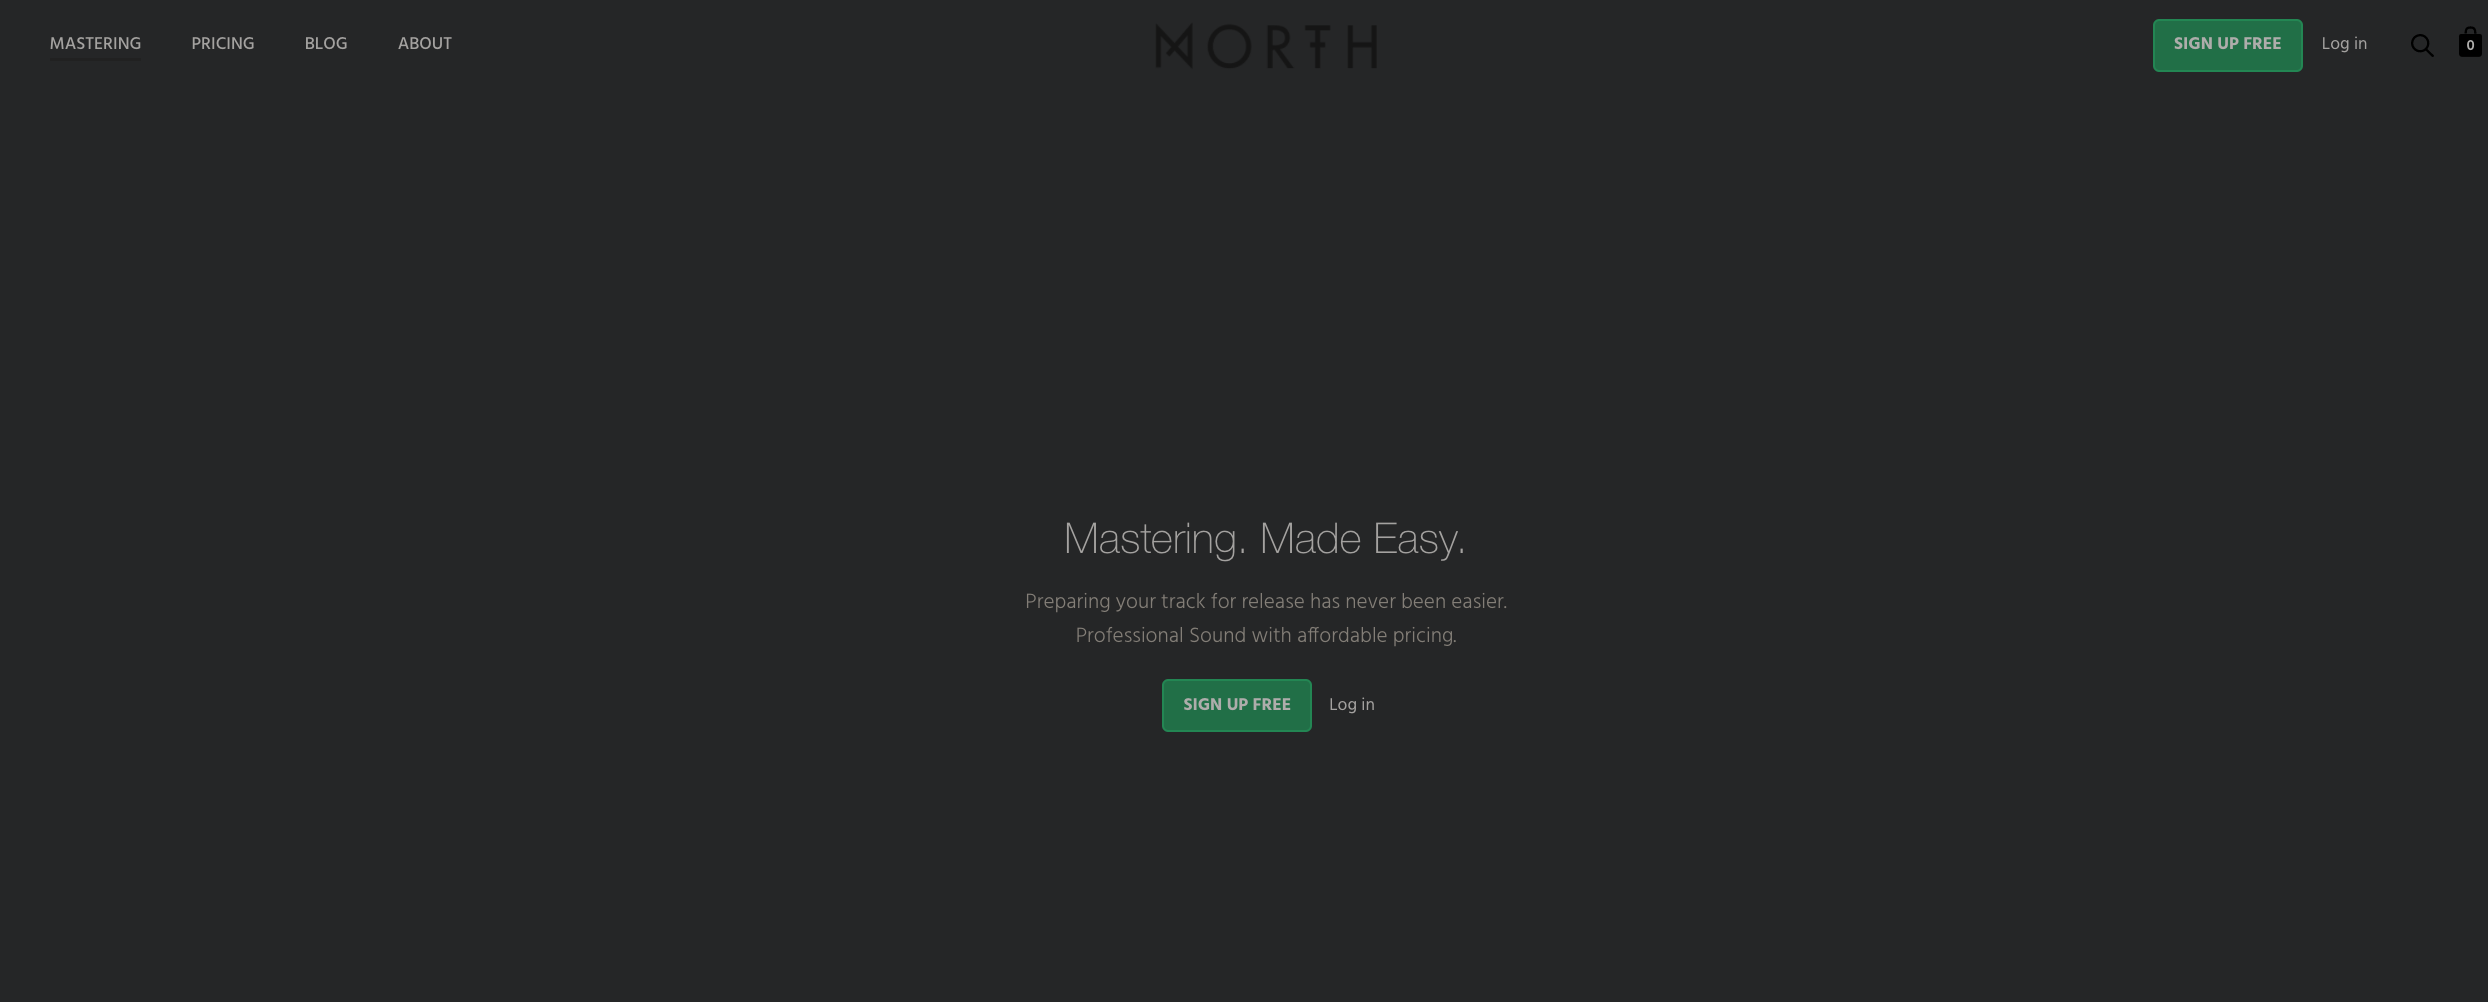 MASTERING PRICING BLOG ABOUT
NORTH
SIGN UP FREE Log in
0
Mastering. Made Easy.
Preparing your track for release has never been easier.
Professional Sound with affordable pricing.
SIGN UP FREE Log in